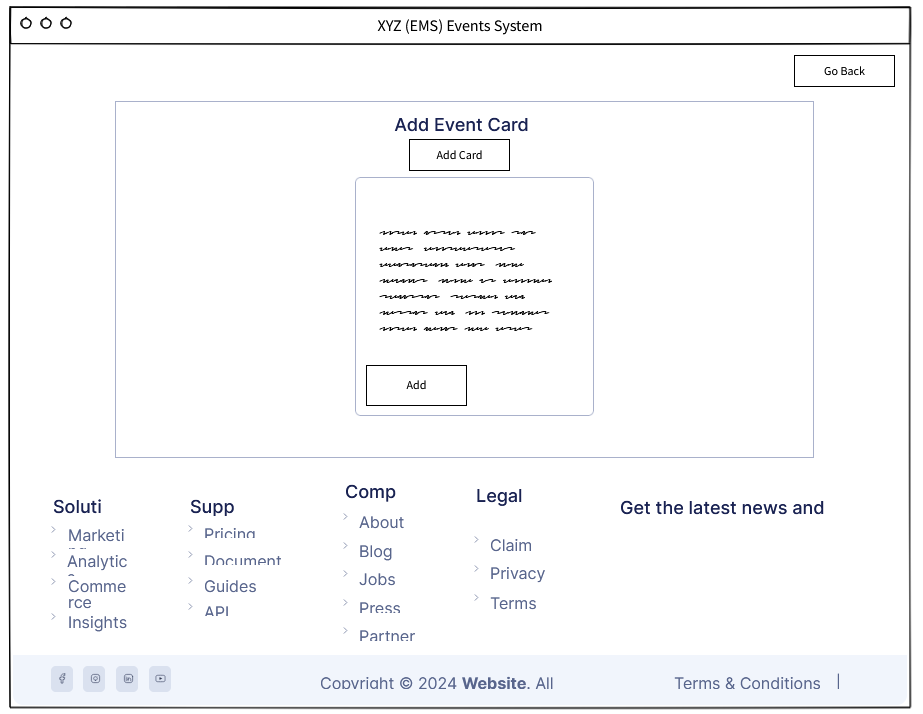 XYZ (EMS) Events System
Go Back
Add Event Card
Add Card
Add
Soluti
Marketi
Analytic
Comme
rce
Insights
Supp
Pricing
Document
Guides
API
Comp
About
Blog
Jobs
Press
Partner
Legal
Claim
Privacy
Terms
Get the latest news and
Copyright © 2024 Website. All
Terms & Conditions |